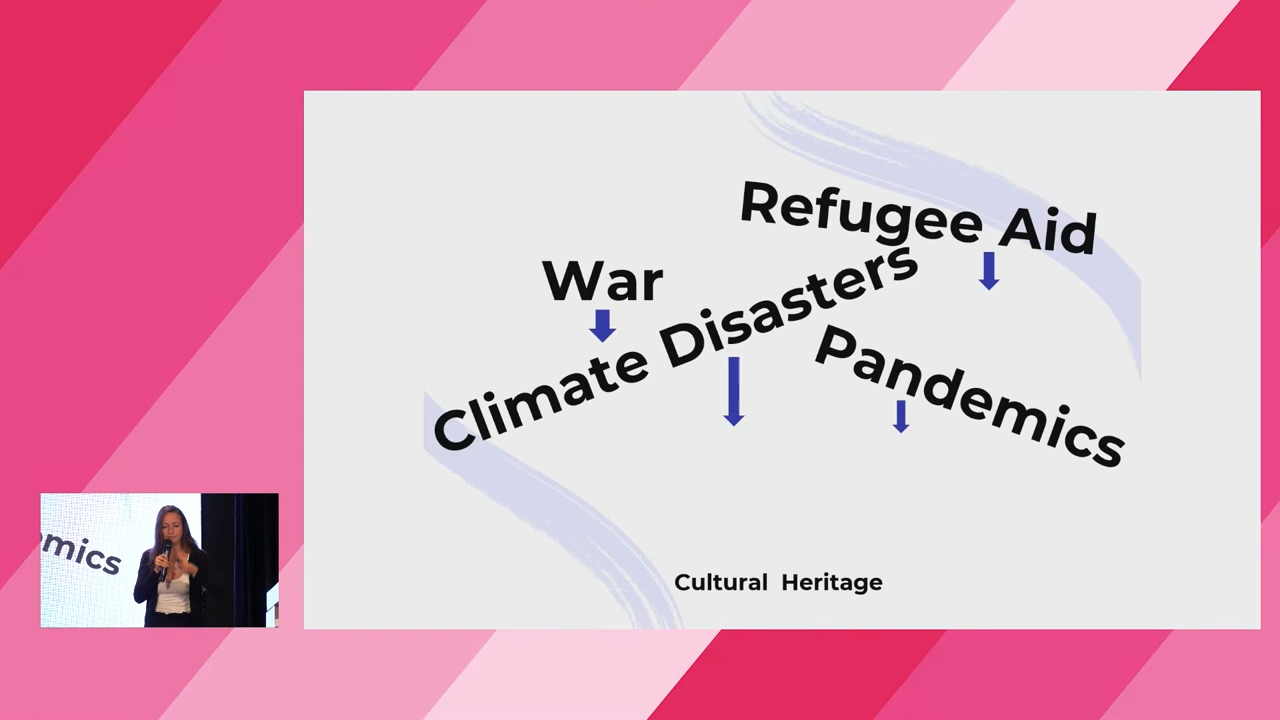 Refugee Aid
War
Climate Disasters
Pandemics
Cultural Heritage
mics